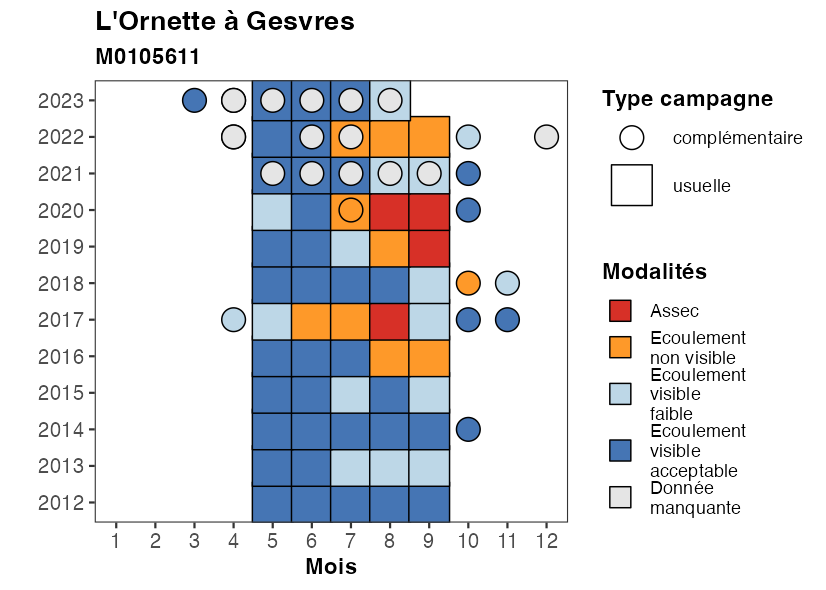 L'Ornette à Gesvres
M0105611
2023
2022
2021
2020
2019
2018
2017
2016
2015
2014
2013
2012
1 2 3 4 5 6 7 8 9 10 11 12
Mois
Type campagne
complémentaire
usuelle
Modalités
Assec
Ecoulement
non visible
Ecoulement
visible
faible
Ecoulement
visible
acceptable
Donnée
manquante